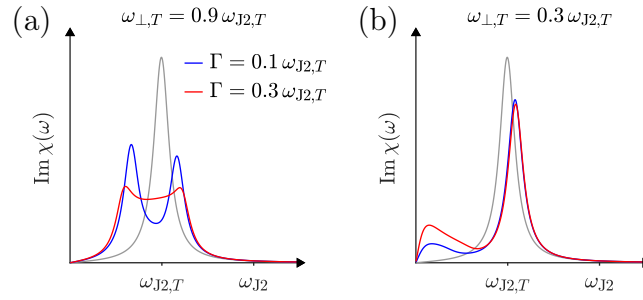 (a)
ω⊥,T = 0.9 ωJ2,T
Γ = 0.1 ωJ2,T
Γ = 0.3 ωJ2,T
Im χ(ω)
ωJ2,T
ωJ2
(b)
ω⊥,T = 0.3 ωJ2,T
Im χ(ω)
ωJ2,T
ωJ2